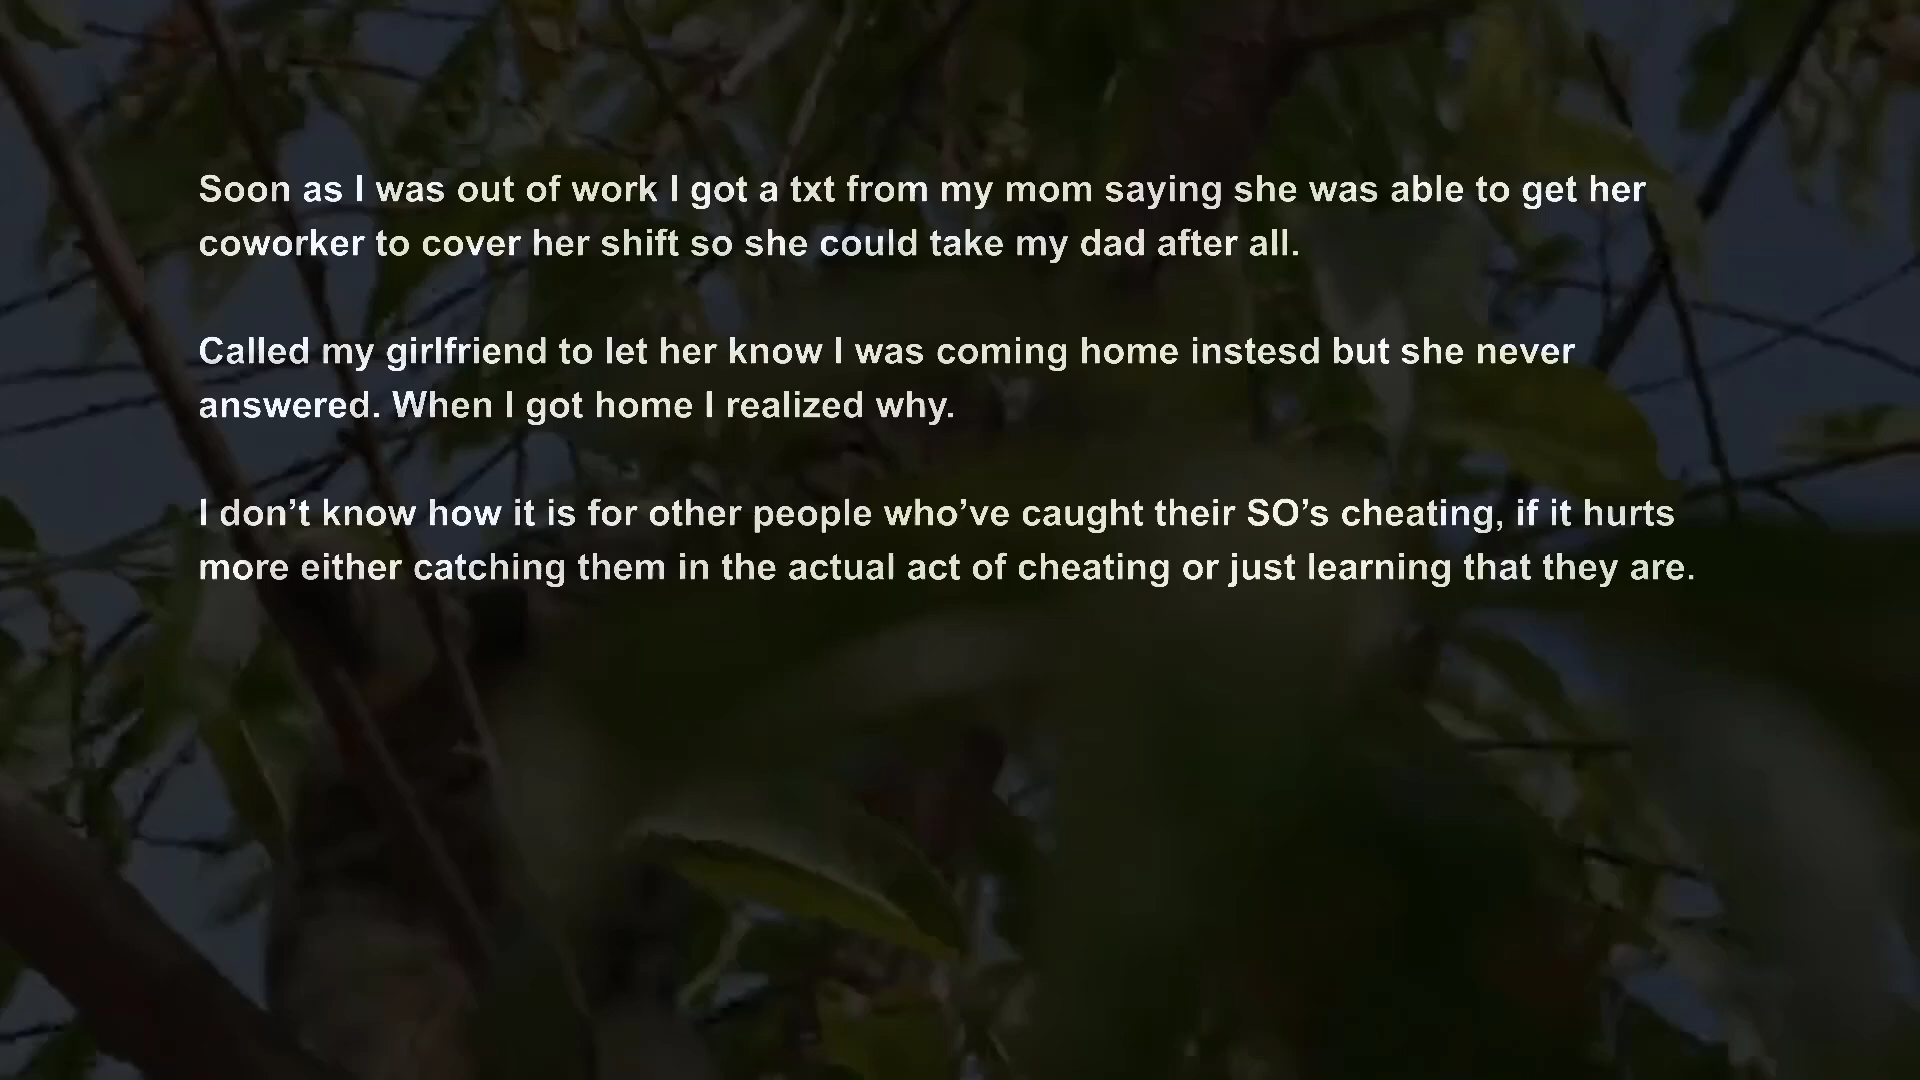 Soon as I was out of work I got a txt from my mom saying she was able to get her
coworker to cover her shift so she could take my dad after all.
Called my girlfriend to let her know I was coming home instesd but she never
answered. When I got home I realized why.
I don’t know how it is for other people who’ve caught their SO’s cheating, if it hurts
more either catching them in the actual act of cheating or just learning that they are.